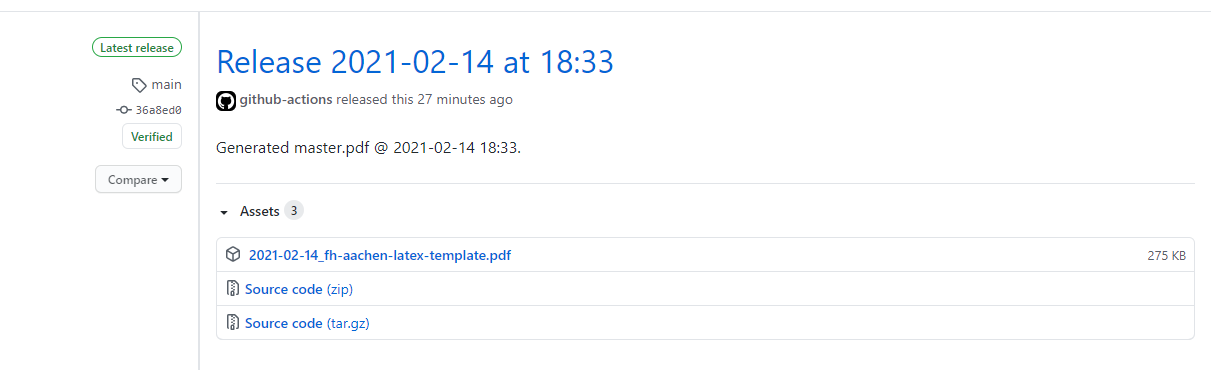 Latest release
main
36a8ed0
Verified
Compare
Release 2021-02-14 at 18:33
github-actions released this 27 minutes ago
Generated master.pdf @ 2021-02-14 18:33.
Assets 3
2021-02-14_fh-aachen-latex-template.pdf 275 KB
Source code (zip)
Source code (tar.gz)